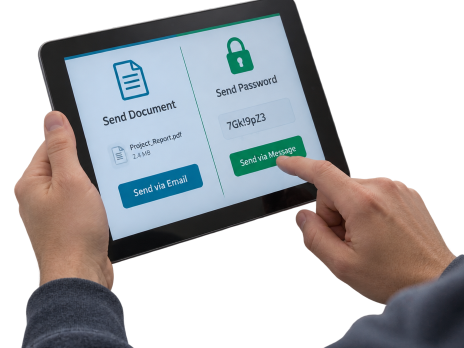 Send Document
Project_Report.pdf
2.4 MB
Send via Email
Send Password
7Gk!9pZ3
Send via Message